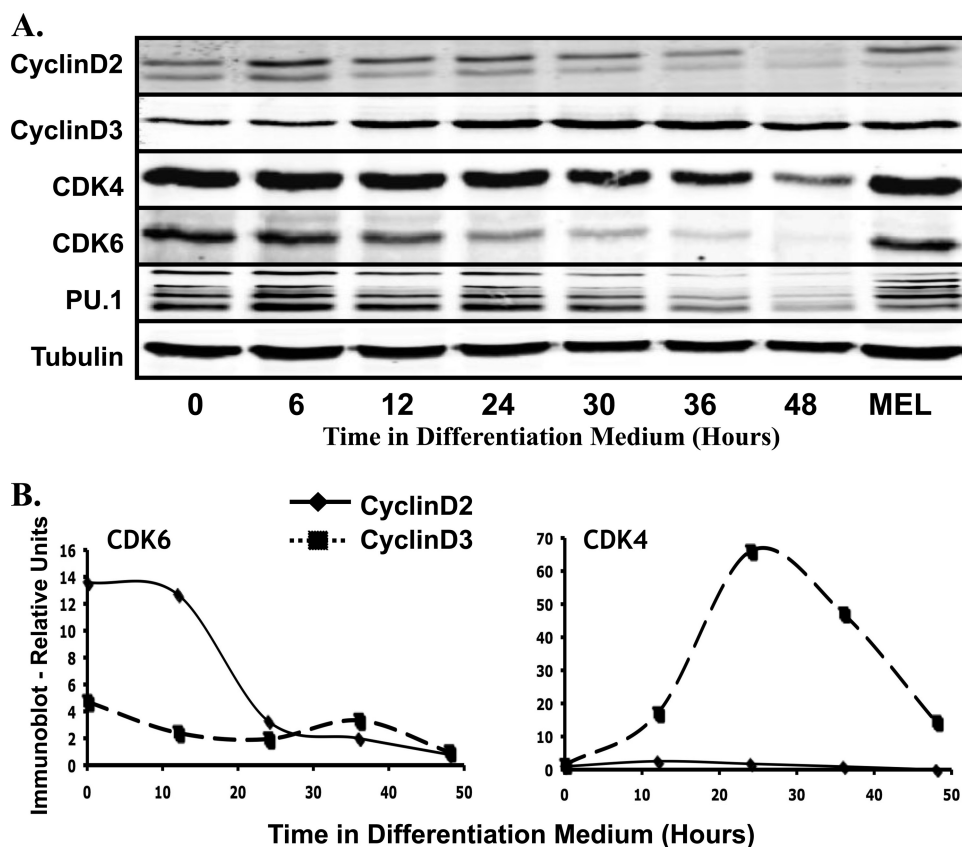 A.
CyclinD2
CyclinD3
CDK4
CDK6
PU.1
Tubulin
0 6 12 24 30 36 48 MEL
Time in Differentiation Medium (Hours)
B.
CyclinD2
CyclinD3
Immunoblot - Relative Units
CDK6
16
14
12
10
8
6
4
2
0
0 10 20 30 40 50
CDK4
70
60
50
40
30
20
10
0
0 10 20 30 40 50
Time in Differentiation Medium (Hours)